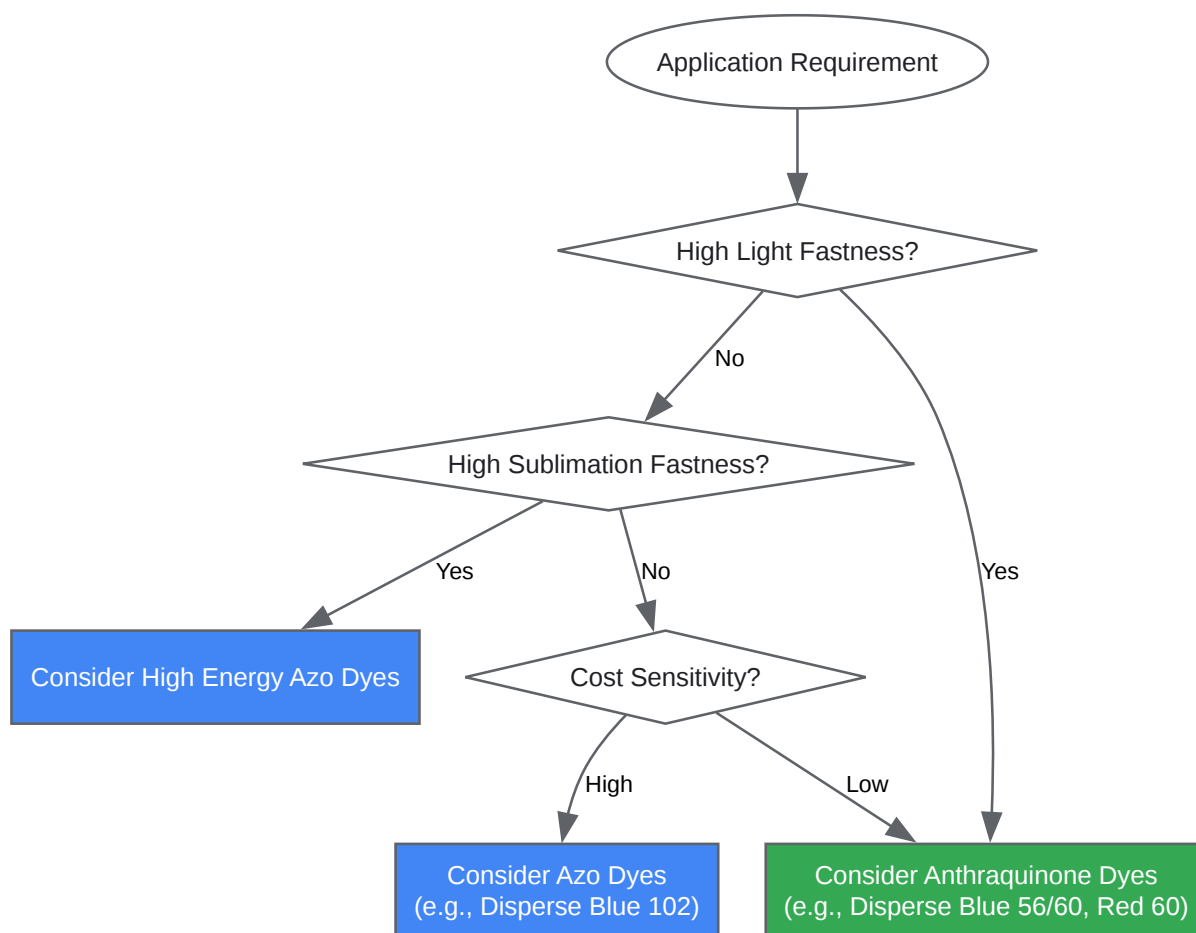 Application Requirement
High Light Fastness?
No
High Sublimation Fastness?
Yes
No
Yes
Consider High Energy Azo Dyes
Cost Sensitivity?
High
Low
Consider Azo Dyes
(e.g., Disperse Blue 102)
Consider Anthraquinone Dyes
(e.g., Disperse Blue 56/60, Red 60)